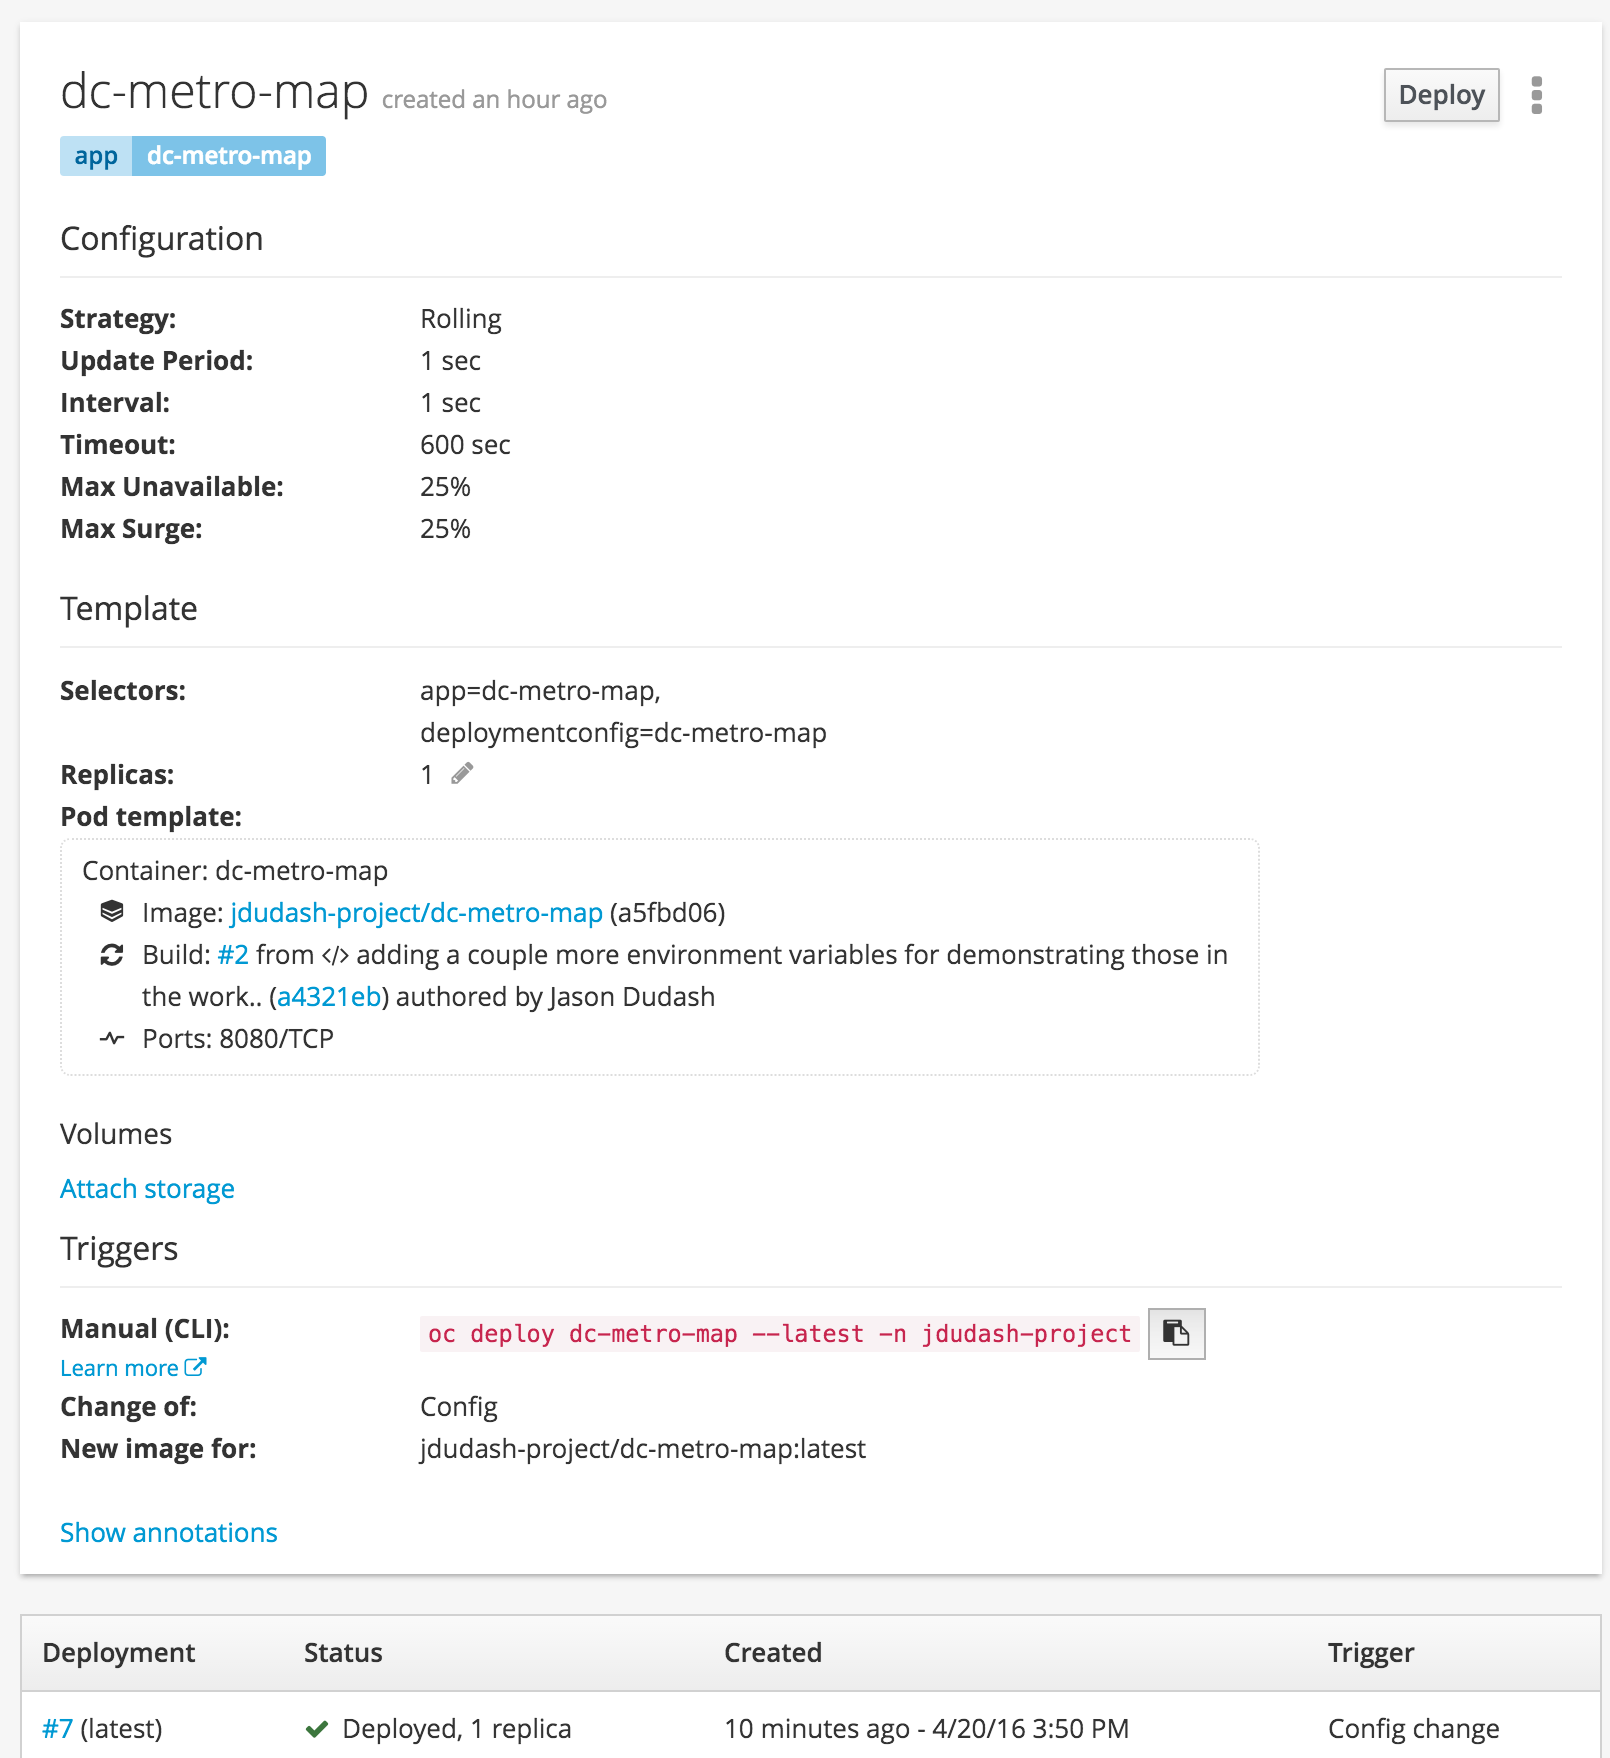 dc-metro-map created an hour ago
Deploy
app dc-metro-map
Configuration
Strategy: Rolling
Update Period: 1 sec
Interval: 1 sec
Timeout: 600 sec
Max Unavailable: 25%
Max Surge: 25%
Template
Selectors: app=dc-metro-map,
deploymentconfig=dc-metro-map
Replicas: 1
Pod template:
Container: dc-metro-map
Image: jdudash-project/dc-metro-map (a5fbd06)
Build: #2 from </> adding a couple more environment variables for demonstrating those in
the work.. (a4321eb) authored by Jason Dudash
Ports: 8080/TCP
Volumes
Attach storage
Triggers
Manual (CLI): oc deploy dc-metro-map --latest -n jdudash-project
Learn more
Change of: Config
New image for: jdudash-project/dc-metro-map:latest
Show annotations
Deployment Status Created Trigger
#7 (latest) Deployed, 1 replica 10 minutes ago - 4/20/16 3:50 PM Config change